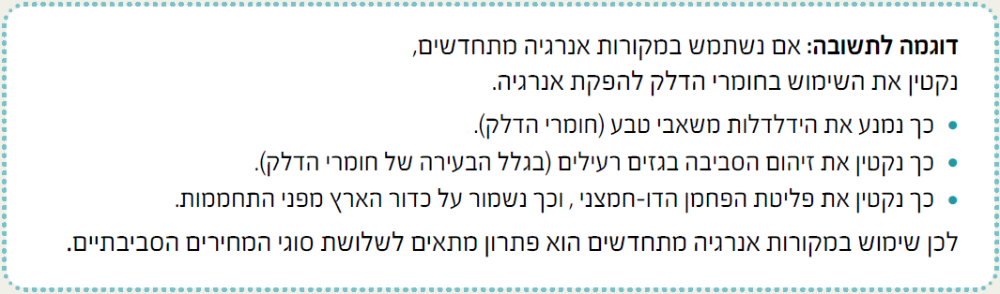 דוגמה לתשובה: אם נשתמש במקורות אנרגיה מתחדשים,
נקטין את השימוש בחומרי הדלק להפקת אנרגיה.
• כך נמנע את הידלדלות משאבי טבע (חומרי הדלק).
• כך נקטין את זיהום הסביבה בגזים רעילים (בגלל הבעירה של חומרי הדלק).
• כך נקטין את פליטת הפחמן הדו-חמצני , וכך נשמור על כדור הארץ מפני התחממות.
לכן שימוש במקורות אנרגיה מתחדשים הוא פתרון מתאים לשלושת סוגי המחירים הסביבתיים.